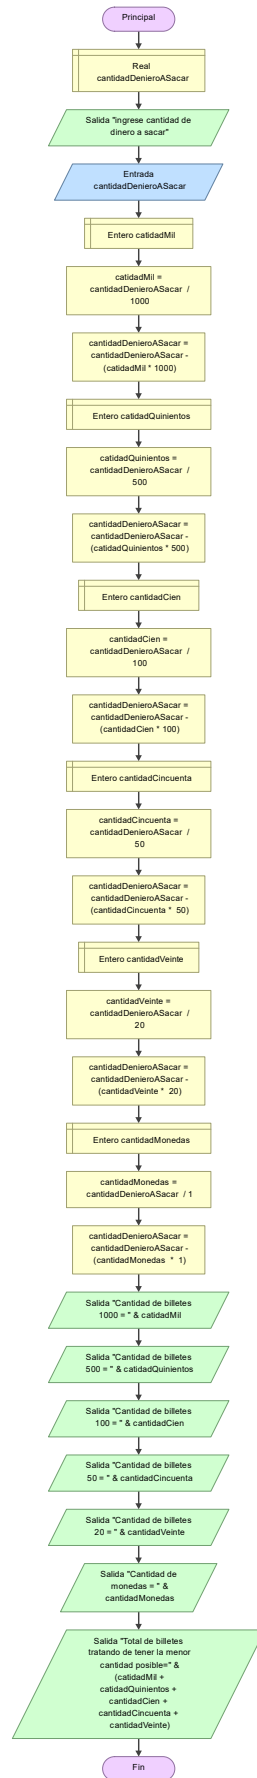 Principal
Real
cantidadDenieroASacar
Salida "ingrese cantidad de
dinero a sacar"
Entrada
cantidadDenieroASacar
Entero catidadMil
catidadMil =
cantidadDenieroASacar /
1000
cantidadDenieroASacar =
cantidadDenieroASacar -
(catidadMil * 1000)
Entero catidadQuinientos
catidadQuinientos =
cantidadDenieroASacar /
500
cantidadDenieroASacar =
cantidadDenieroASacar -
(catidadQuinientos * 500)
Entero cantidadCien
cantidadCien =
cantidadDenieroASacar /
100
cantidadDenieroASacar =
cantidadDenieroASacar -
(cantidadCien * 100)
Entero cantidadCincuenta
cantidadCincuenta =
cantidadDenieroASacar /
50
cantidadDenieroASacar =
cantidadDenieroASacar -
(cantidadCincuenta * 50)
Entero cantidadVeinte
cantidadVeinte =
cantidadDenieroASacar /
20
cantidadDenieroASacar =
cantidadDenieroASacar -
(cantidadVeinte * 20)
Entero cantidadMonedas
cantidadMonedas =
cantidadDenieroASacar / 1
cantidadDenieroASacar =
cantidadDenieroASacar -
(cantidadMonedas * 1)
Salida "Cantidad de billetes
1000 = " & catidadMil
Salida "Cantidad de billetes
500 = " & catidadQuinientos
Salida "Cantidad de billetes
100 = " & cantidadCien
Salida "Cantidad de billetes
50 = " & cantidadCincuenta
Salida "Cantidad de billetes
20 = " & cantidadVeinte
Salida "Cantidad de
monedas = " &
cantidadMonedas
Salida "Total de billetes
tratando de tener la menor
cantidad posible=" &
(catidadMil +
catidadQuinientos +
cantidadCien +
cantidadCincuenta +
cantidadVeinte)
Fin